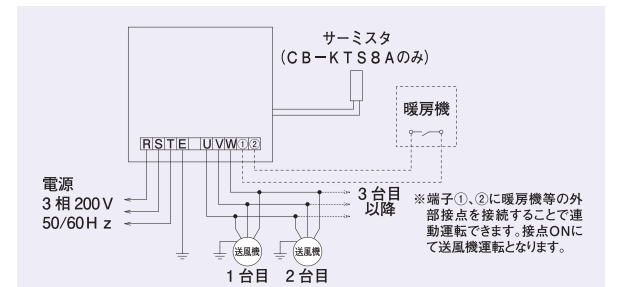 サーミスタ
(CB-KTS8Aのみ)
暖房機
R S T E U V W ① ②
電源
3相200V
50/60Hz
3台目
以降
※端子①、②に暖房機等の外
部接点を接続することで連
動運転できます。接点ONに
て送風機運転となります。
送風機 送風機
1台目 2台目